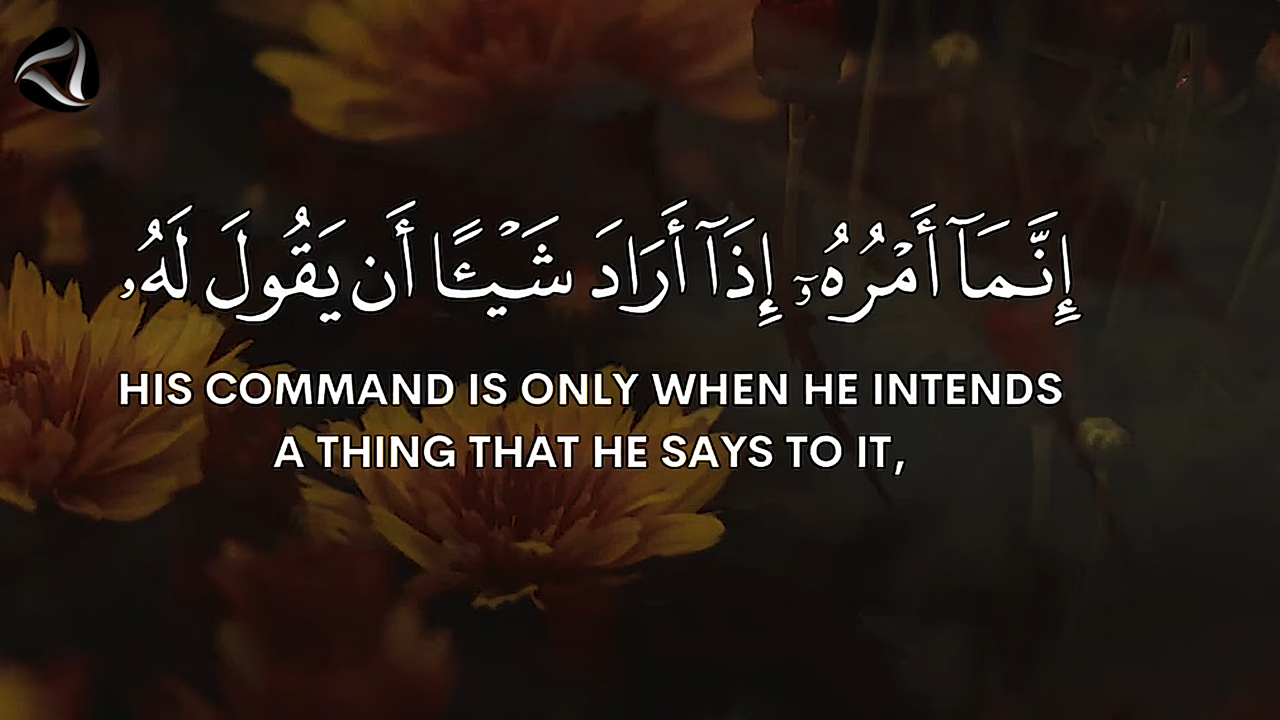 إِنَّمَآ أَمْرُهُۥٓ إِذَآ أَرَادَ شَيْـًٔا أَن يَقُولَ لَهُۥ
HIS COMMAND IS ONLY WHEN HE INTENDS
A THING THAT HE SAYS TO IT,